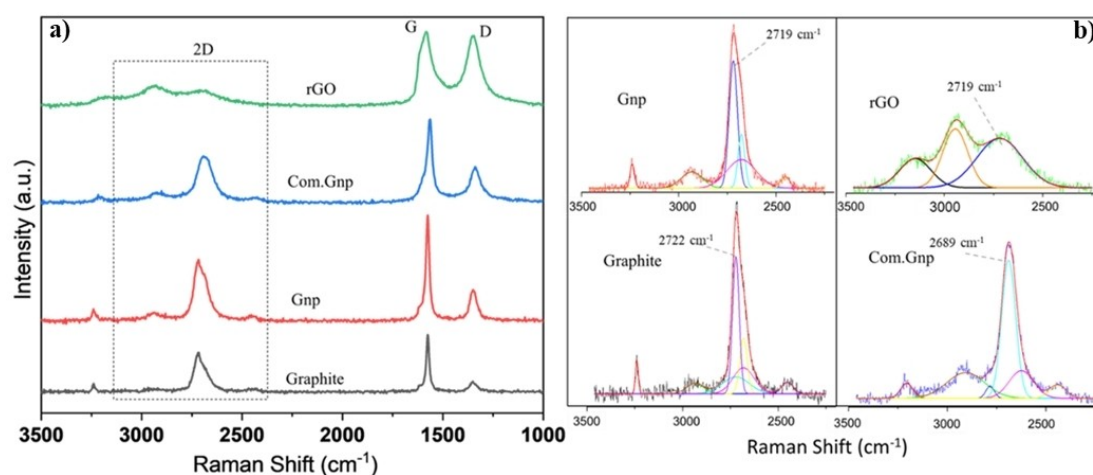 a)
G
D
2D
rGO
Com.Gnp
Gnp
Graphite
Intensity (a.u.)
3500 3000 2500 2000 1500 1000
Raman Shift (cm-1)
b)
2719 cm-1
Gnp
3500 3000 2500
2719 cm-1
rGO
3500 3000 2500
2722 cm-1
Graphite
3500 3000 2500
2689 cm-1
Com.Gnp
3500 3000 2500
Raman Shift (cm-1)